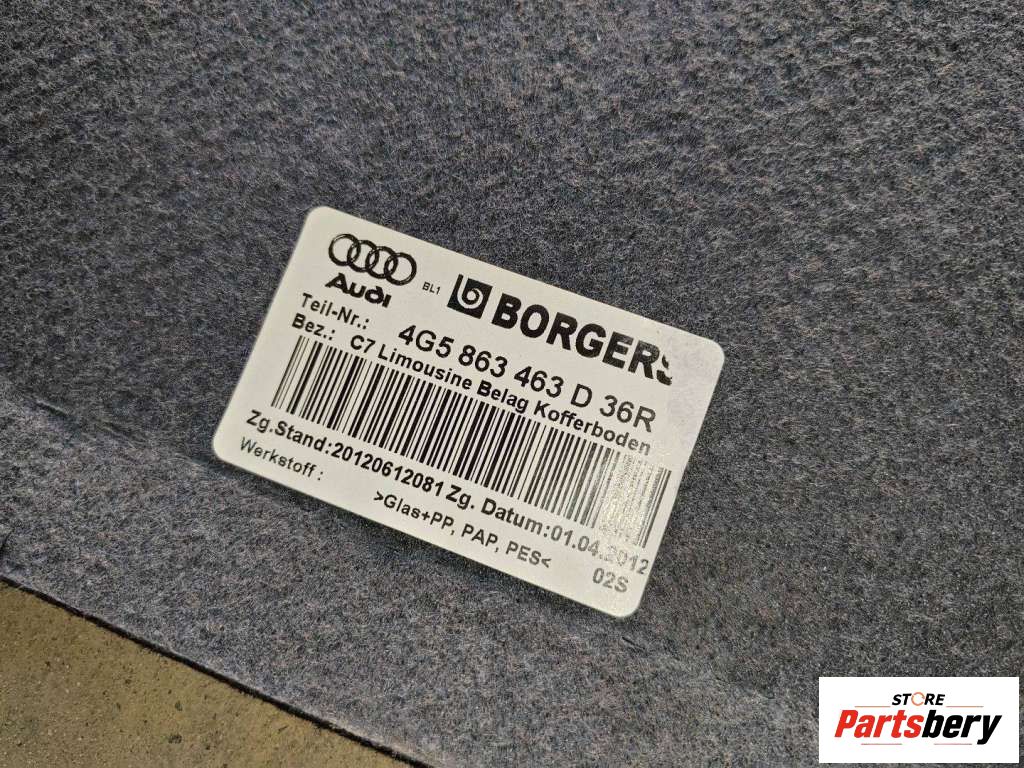 Audi
BL1 BORGERS
Teil-Nr.: 4G5 863 463 D 36R
Bez.: C7 Limousine Belag Kofferboden
Zg.Stand:20120612081 Zg. Datum:01.04.2012
Werkstoff : >Glas+PP, PAP, PES< 02S
STORE
Partsbery